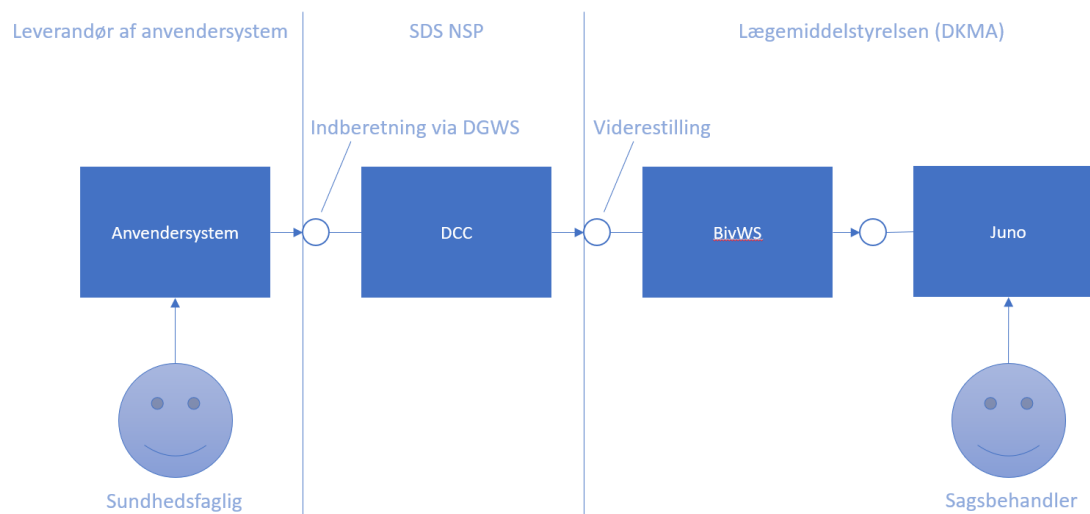 Leverandør af anvendersystem
SDS NSP
Lægemiddelstyrelsen (DKMA)
Indberetning via DGWS
Viderestilling
Anvendersystem
DCC
BivWS
Juno
Sundhedsfaglig
Sagsbehandler